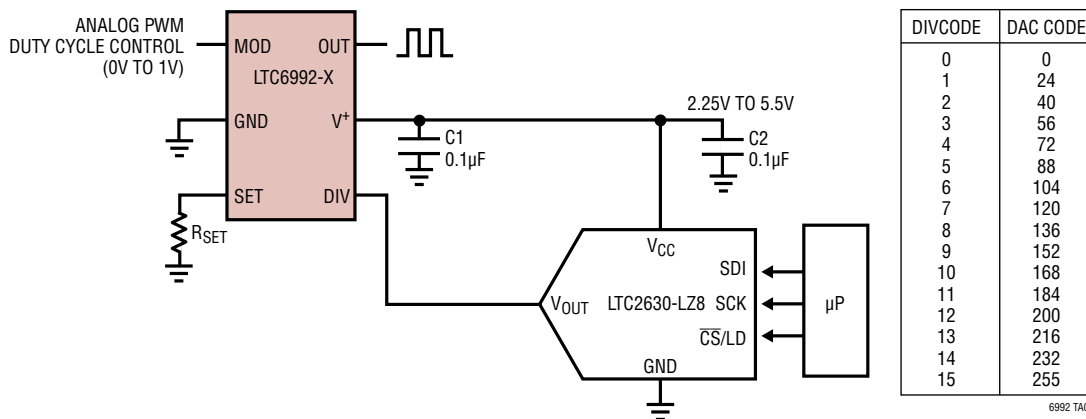 ANALOG PWM
DUTY CYCLE CONTROL
(0V TO 1V)
MOD OUT
LTC6992-X
GND V+
SET DIV
RSET
C1
0.1µF
2.25V TO 5.5V
C2
0.1µF
VCC
SDI
VOUT LTC2630-LZ8 SCK
CS/LD
GND
µP
DIVCODE DAC CODE
0 0
1 24
2 40
3 56
4 72
5 88
6 104
7 120
8 136
9 152
10 168
11 184
12 200
13 216
14 232
15 255